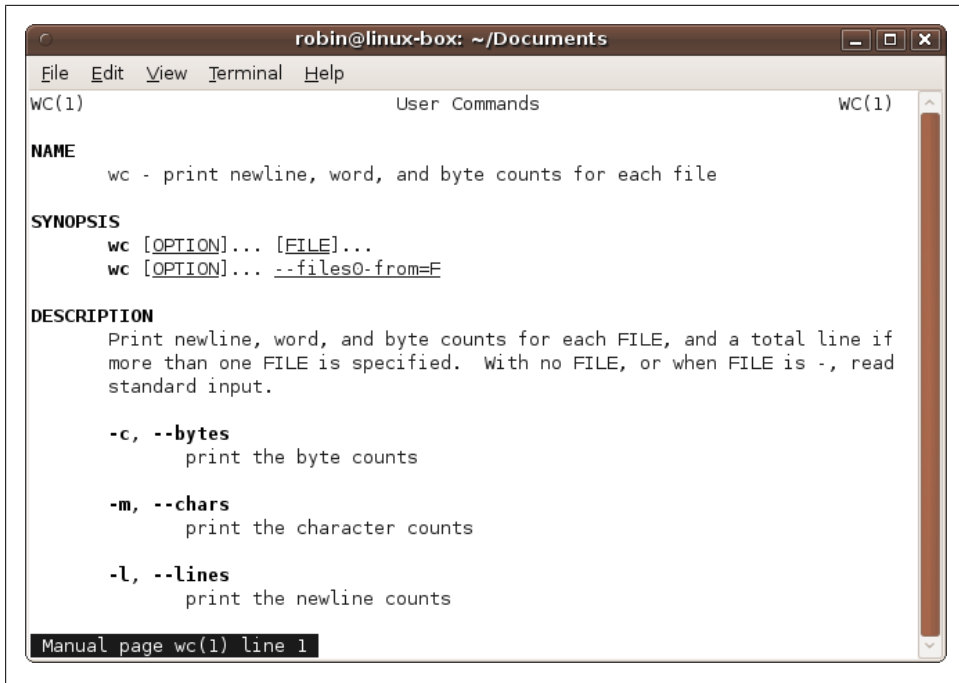 robin@linux-box: ~/Documents
File Edit View Terminal Help
WC(1) User Commands WC(1)
NAME
wc - print newline, word, and byte counts for each file
SYNOPSIS
wc [OPTION]... [FILE]...
wc [OPTION]... --files0-from=F
DESCRIPTION
Print newline, word, and byte counts for each FILE, and a total line if
more than one FILE is specified.  With no FILE, or when FILE is -, read
standard input.
-c, --bytes
print the byte counts
-m, --chars
print the character counts
-l, --lines
print the newline counts
Manual page wc(1) line 1